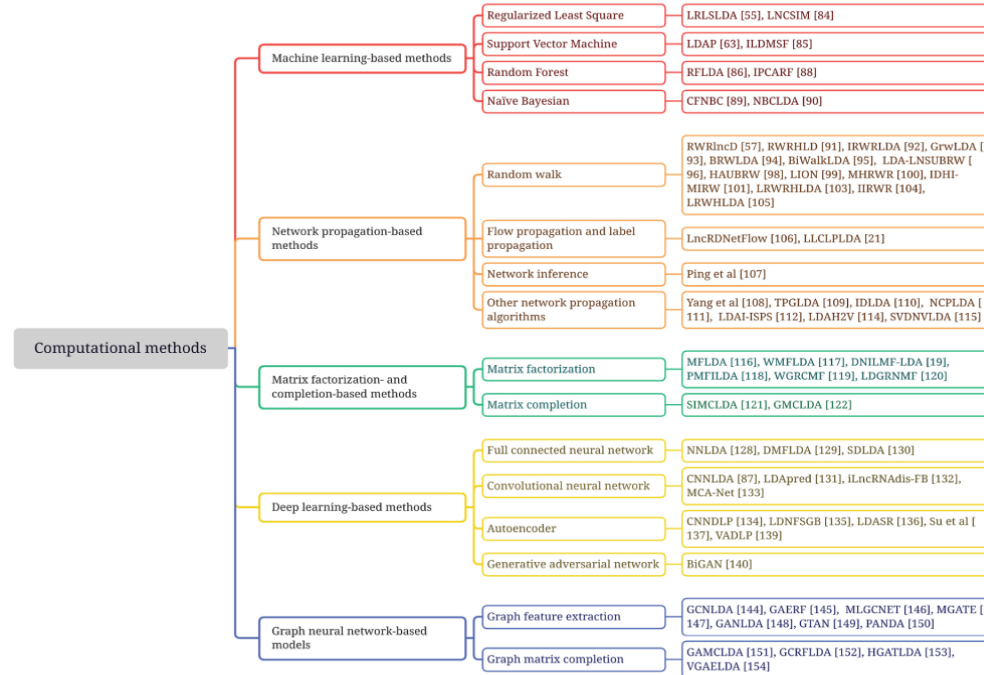 Computational methods
Machine learning-based methods
Regularized Least Square
LRLSLDA [55], LNCSIM [84]
Support Vector Machine
LDAP [63], ILDMSF [85]
Random Forest
RFLDA [86], IPCARF [88]
Naïve Bayesian
CFNBC [89], NBCLDA [90]
Network propagation-based
methods
Random walk
RWRlncD [57], RWRHLD [91], IRWRLDA [92], GrwLDA [
93], BRWLDA [94], BiWalkLDA [95], LDA-LNSUBRW [
96], HAUBRW [98], LION [99], MHRWR [100], IDHI-
MIRW [101], LRWRHLDA [103], IIRWR [104],
LRWHLDA [105]
Flow propagation and label
propagation
LncRDNetFlow [106], LLCLPLDA [21]
Network inference
Ping et al [107]
Other network propagation
algorithms
Yang et al [108], TPGLDA [109], IDLDA [110], NCPLDA [
111], LDAI-ISPS [112], LDAH2V [114], SVDNVLDA [115]
Matrix factorization- and
completion-based methods
Matrix factorization
MFLDA [116], WMFLDA [117], DNILMF-LDA [19],
PMFILDA [118], WGRCMF [119], LDGRNMF [120]
Matrix completion
SIMCLDA [121], GMCLDA [122]
Deep learning-based methods
Full connected neural network
NNLDA [128], DMFLDA [129], SDLDA [130]
Convolutional neural network
CNNLDA [87], LDApred [131], iLncRNAdis-FB [132],
MCA-Net [133]
Autoencoder
CNNDLP [134], LDNFSGB [135], LDASR [136], Su et al [
137], VADLP [139]
Generative adversarial network
BiGAN [140]
Graph neural network-based
models
Graph feature extraction
GCNLDA [144], GAERF [145], MLGCNET [146], MGATE [
147], GANLDA [148], GTAN [149], PANDA [150]
Graph matrix completion
GAMCLDA [151], GCRFLDA [152], HGATLDA [153],
VGAELDA [154]